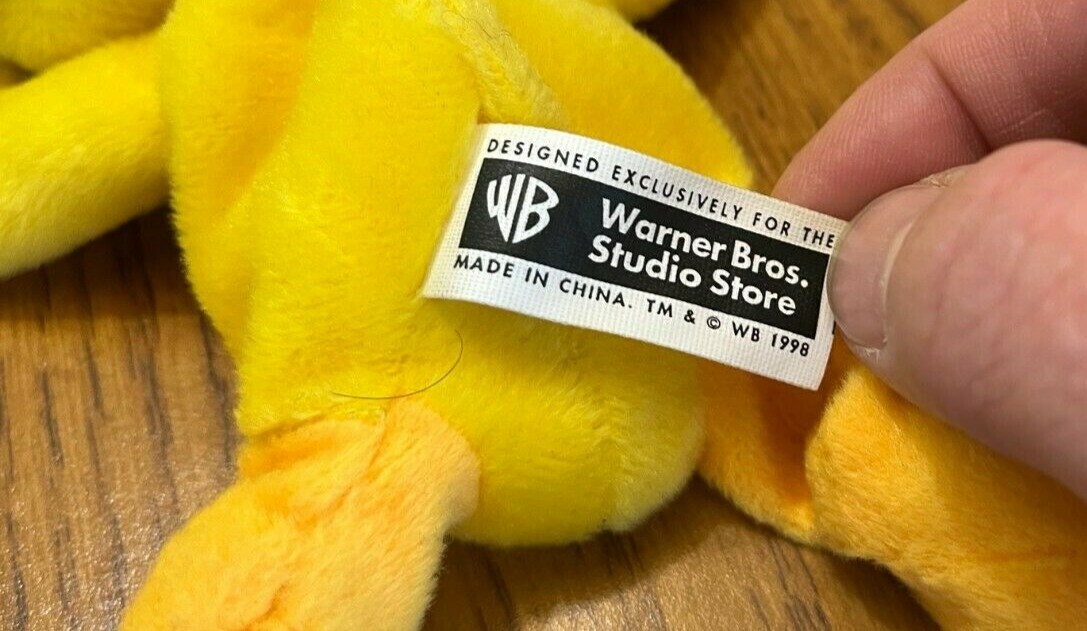 DESIGNED EXCLUSIVELY FOR THE
WB
Warner Bros.
Studio Store
MADE IN CHINA. TM & © WB 1998